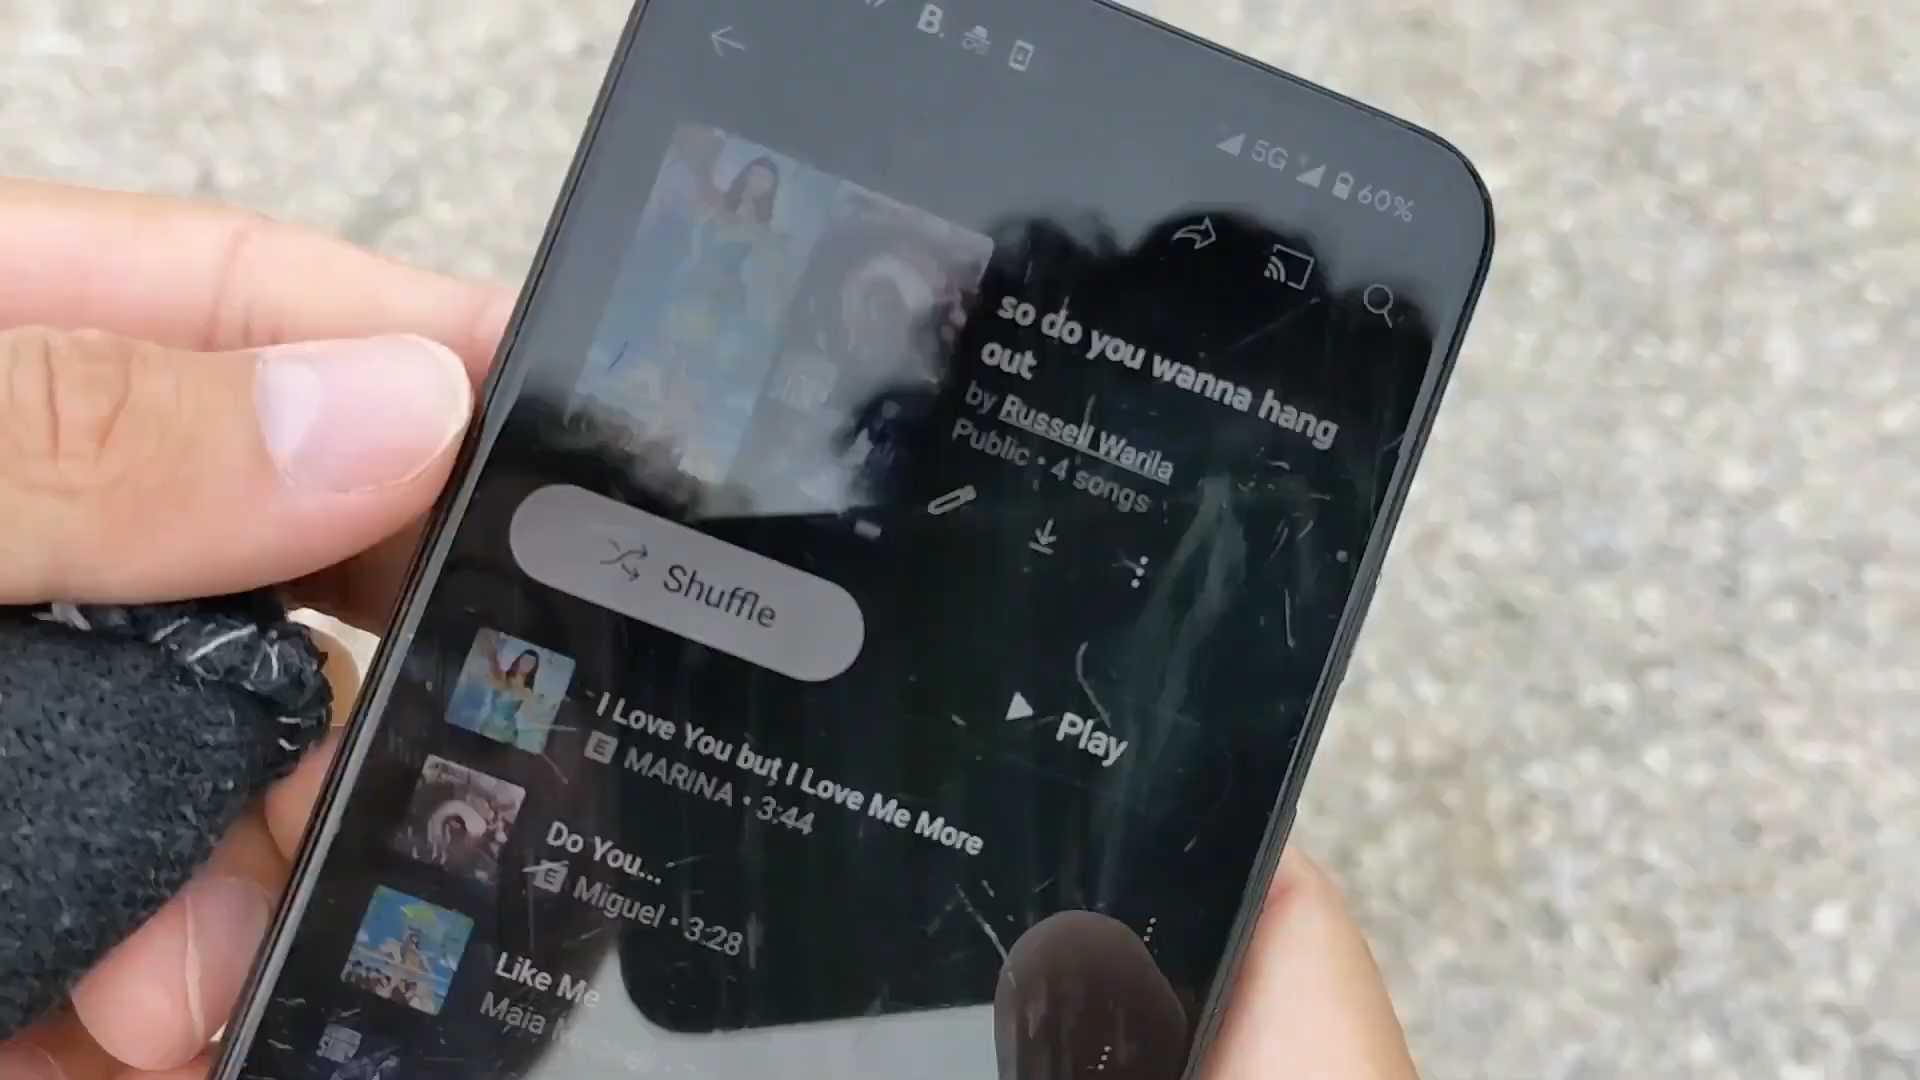 B.
5G 60%
so do you wanna hang
out
by Russell Warila
Public • 4 songs
Shuffle
Play
I Love You but I Love Me More
E MARINA • 3:44
Do You...
E Miguel • 3:28
Like Me
Maia